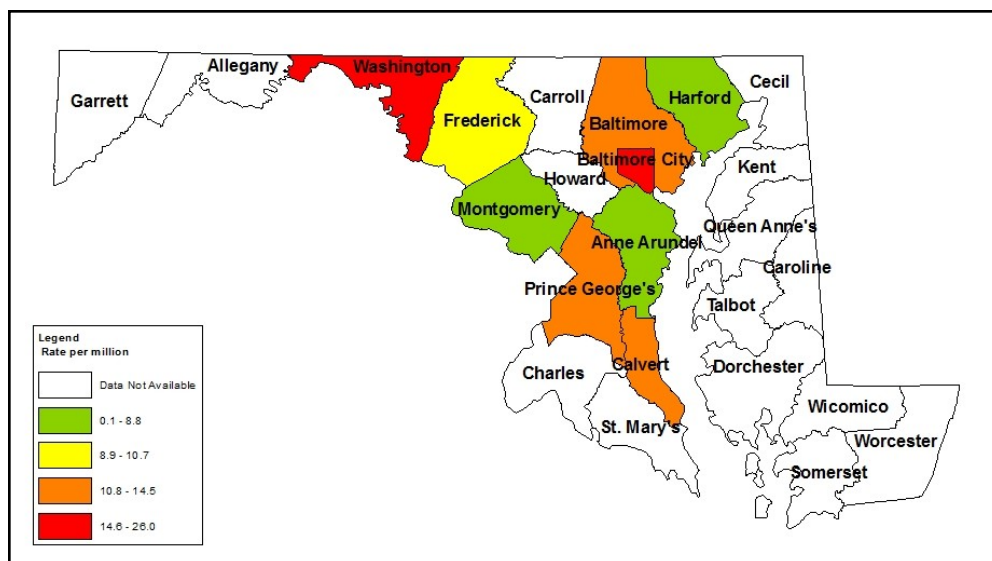 Allegany
Washington
Garrett
Carroll
Cecil
Harford
Frederick
Baltimore
Baltimore City
Howard
Kent
Montgomery
Queen Anne's
Anne Arundel
Caroline
Prince George's
Talbot
Calvert
Charles
Dorchester
St. Mary's
Wicomico
Worcester
Somerset
Legend
Rate per million
Data Not Available
0.1 - 8.8
8.9 - 10.7
10.8 - 14.5
14.6 - 26.0